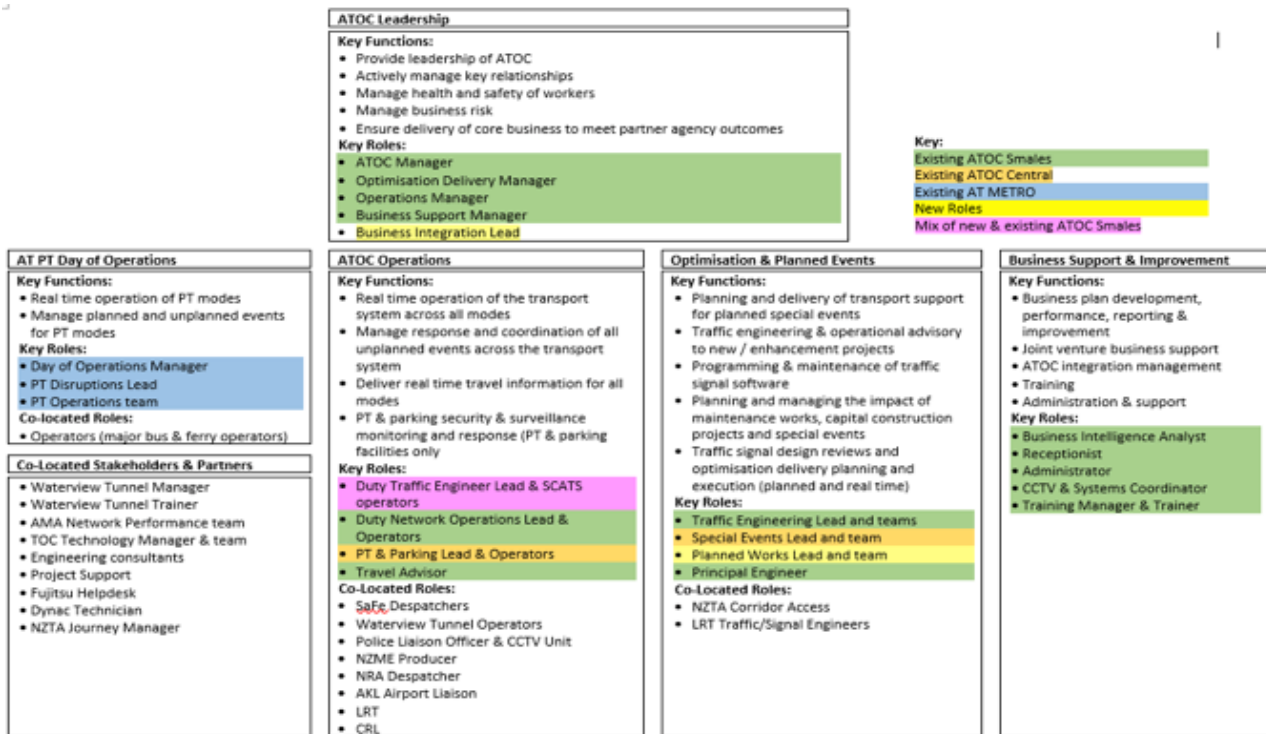 ATOC Leadership
Key Functions:
• Provide leadership of ATOC
• Actively manage key relationships
• Manage health and safety of workers
• Manage business risk
• Ensure delivery of core business to meet partner agency outcomes
Key Roles:
• ATOC Manager
• Optimisation Delivery Manager
• Operations Manager
• Business Support Manager
• Business Integration Lead
Key:
Existing ATOC Smales
Existing ATOC Central
Existing AT METRO
New Roles
Mix of new & existing ATOC Smales
AT PT Day of Operations
Key Functions:
• Real time operation of PT modes
• Manage planned and unplanned events
for PT modes
Key Roles:
• Day of Operations Manager
• PT Disruptions Lead
• PT Operations team
Co-located Roles:
• Operators (major bus & ferry operators)
Co-Located Stakeholders & Partners
• Waterview Tunnel Manager
• Waterview Tunnel Trainer
• AMA Network Performance team
• TOC Technology Manager & team
• Engineering consultants
• Project Support
• Fujitsu Helpdesk
• Dynac Technician
• NZTA Journey Manager
ATOC Operations
Key Functions:
• Real time operation of the transport
system across all modes
• Manage response and coordination of all
unplanned events across the transport
system
• Deliver real time travel information for all
modes
• PT & parking security & surveillance
monitoring and response (PT & parking
facilities only
Key Roles:
• Duty Traffic Engineer Lead & SCATS
operators
• Duty Network Operations Lead &
Operators
• PT & Parking Lead & Operators
• Travel Advisor
Co-Located Roles:
• SaFe Despatchers
• Waterview Tunnel Operators
• Police Liaison Officer & CCTV Unit
• NZME Producer
• NRA Despatcher
• AKL Airport Liaison
• LRT
• CRL
Optimisation & Planned Events
Key Functions:
• Planning and delivery of transport support
for planned special events
• Traffic engineering & operational advisory
to new / enhancement projects
• Programming & maintenance of traffic
signal software
• Planning and managing the impact of
maintenance works, capital construction
projects and special events
• Traffic signal design reviews and
optimisation delivery planning and
execution (planned and real time)
Key Roles:
• Traffic Engineering Lead and teams
• Special Events Lead and team
• Planned Works Lead and team
• Principal Engineer
Co-Located Roles:
• NZTA Corridor Access
• LRT Traffic/Signal Engineers
Business Support & Improvement
Key Functions:
• Business plan development,
performance, reporting &
improvement
• Joint venture business support
• ATOC integration management
• Training
• Administration & support
Key Roles:
• Business Intelligence Analyst
• Receptionist
• Administrator
• CCTV & Systems Coordinator
• Training Manager & Trainer